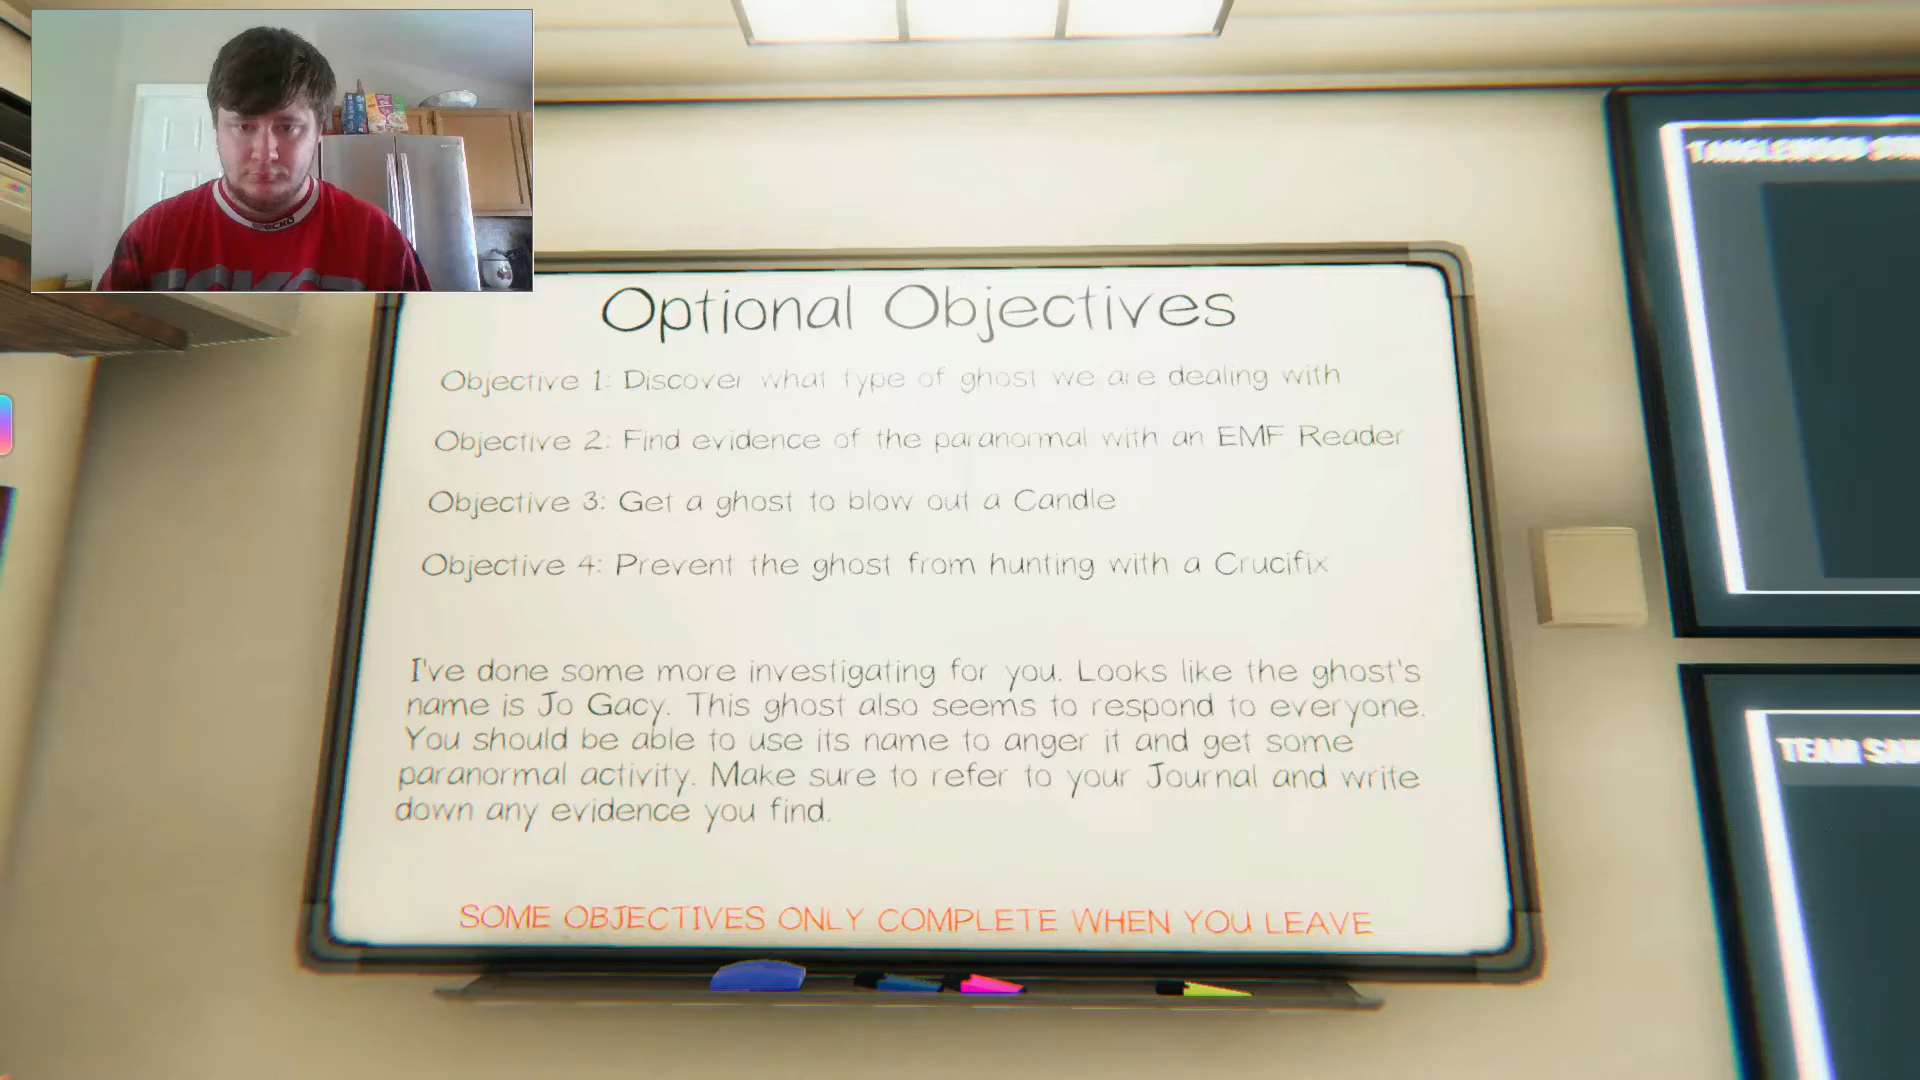 Optional Objectives
Objective 1: Discover what type of ghost we are dealing with
Objective 2: Find evidence of the paranormal with an EMF Reader
Objective 3: Get a ghost to blow out a Candle
Objective 4: Prevent the ghost from hunting with a Crucifix
I've done some more investigating for you. Looks like the ghost's
name is Jo Gacy. This ghost also seems to respond to everyone.
You should be able to use its name to anger it and get some
paranormal activity. Make sure to refer to your Journal and write
down any evidence you find.
SOME OBJECTIVES ONLY COMPLETE WHEN YOU LEAVE
TANGLEWOOD
TEAM